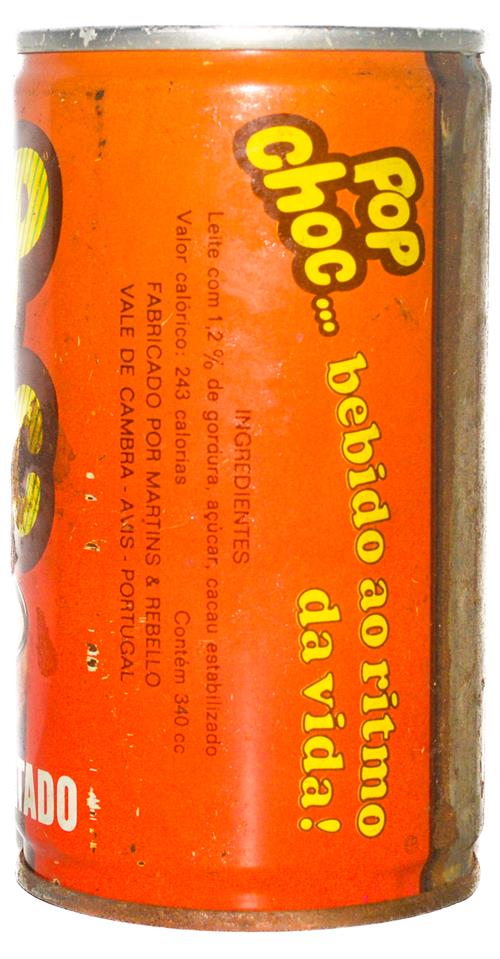 POP
choc...
bebido ao ritmo
da vida!
INGREDIENTES
Leite com 1,2 % de gordura, açúcar, cacau estabilizado
Valor calórico: 243 calorias Contém 340 cc
FABRICADO POR MARTINS & REBELLO
VALE DE CAMBRA - AVIS - PORTUGAL
TADO